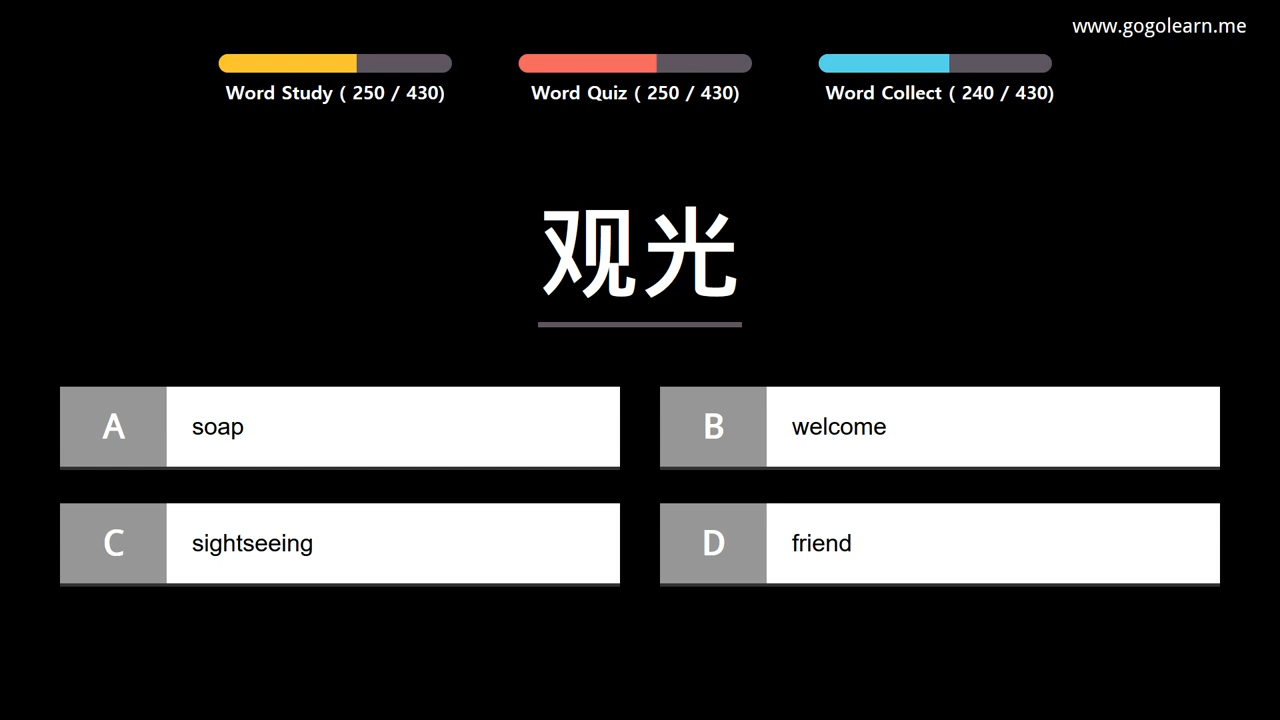 www.gogolearn.me
Word Study ( 250 / 430)
Word Quiz ( 250 / 430)
Word Collect ( 240 / 430)
观光
A soap
B welcome
C sightseeing
D friend